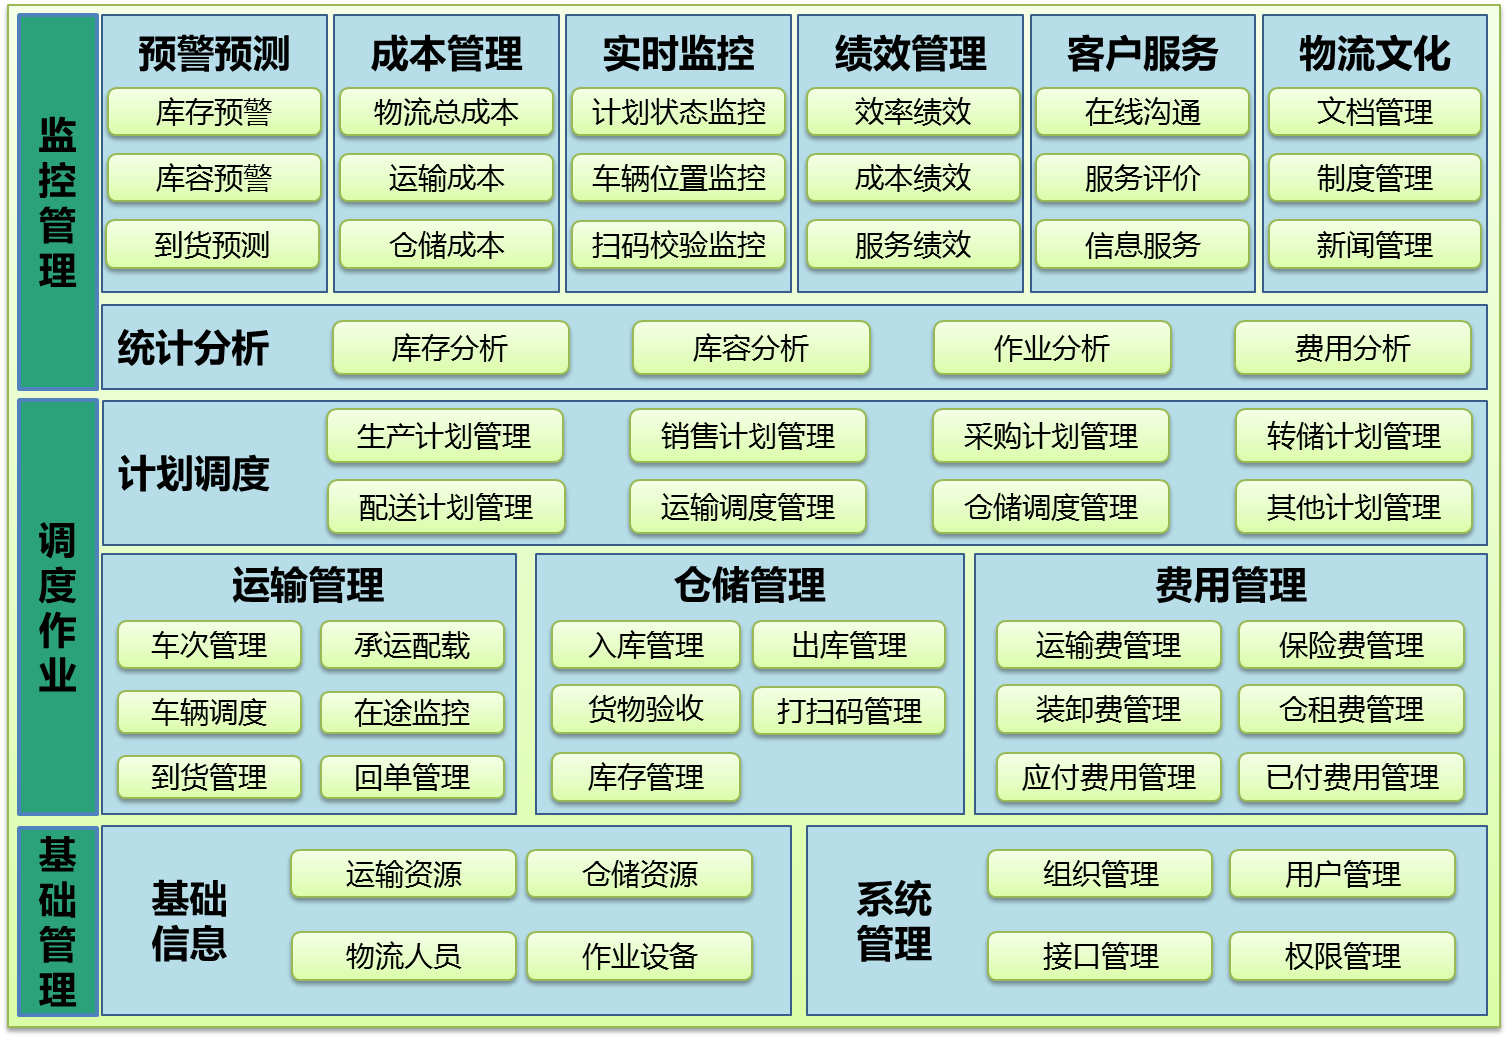 监控管理
预警预测
库存预警
库容预警
到货预测
成本管理
物流总成本
运输成本
仓储成本
实时监控
计划状态监控
车辆位置监控
扫码校验监控
绩效管理
效率绩效
成本绩效
服务绩效
客户服务
在线沟通
服务评价
信息服务
物流文化
文档管理
制度管理
新闻管理
统计分析
库存分析
库容分析
作业分析
费用分析
调度作业
计划调度
生产计划管理
销售计划管理
采购计划管理
转储计划管理
配送计划管理
运输调度管理
仓储调度管理
其他计划管理
运输管理
车次管理
承运配载
车辆调度
在途监控
到货管理
回单管理
仓储管理
入库管理
出库管理
货物验收
打扫码管理
库存管理
费用管理
运输费管理
保险费管理
装卸费管理
仓租费管理
应付费用管理
已付费用管理
基础管理
基础
信息
运输资源
仓储资源
物流人员
作业设备
系统
管理
组织管理
用户管理
接口管理
权限管理